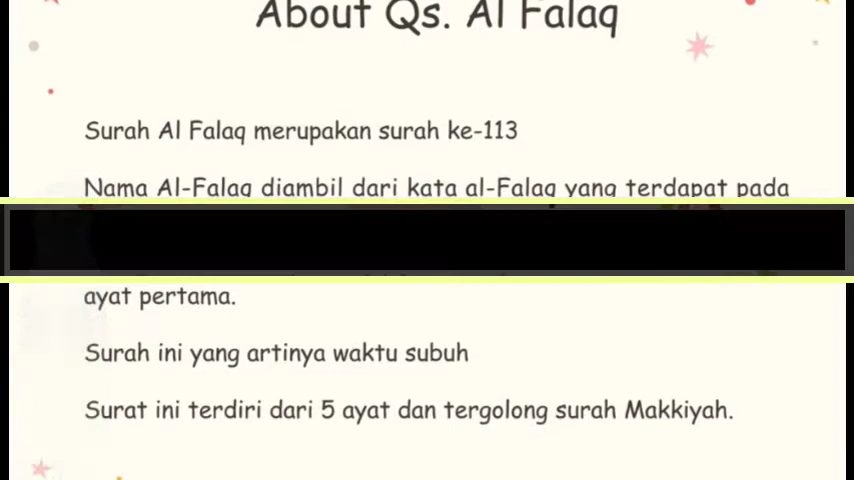 About Qs. Al Falaq
Surah Al Falaq merupakan surah ke-113
Nama Al-Falaq diambil dari kata al-Falaq yang terdapat pada
ayat pertama.
Surah ini yang artinya waktu subuh
Surat ini terdiri dari 5 ayat dan tergolong surah Makkiyah.